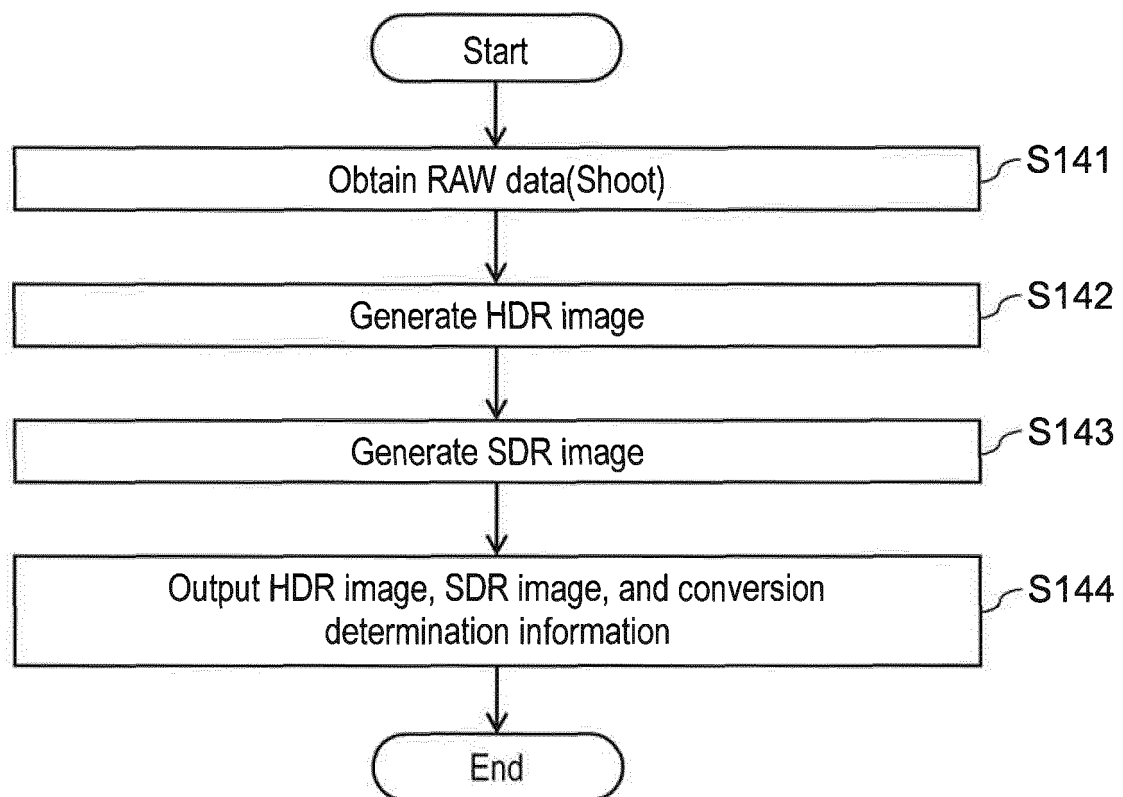 Start
Obtain RAW data(Shoot)
S141
Generate HDR image
S142
Generate SDR image
S143
Output HDR image, SDR image, and conversion
determination information
S144
End